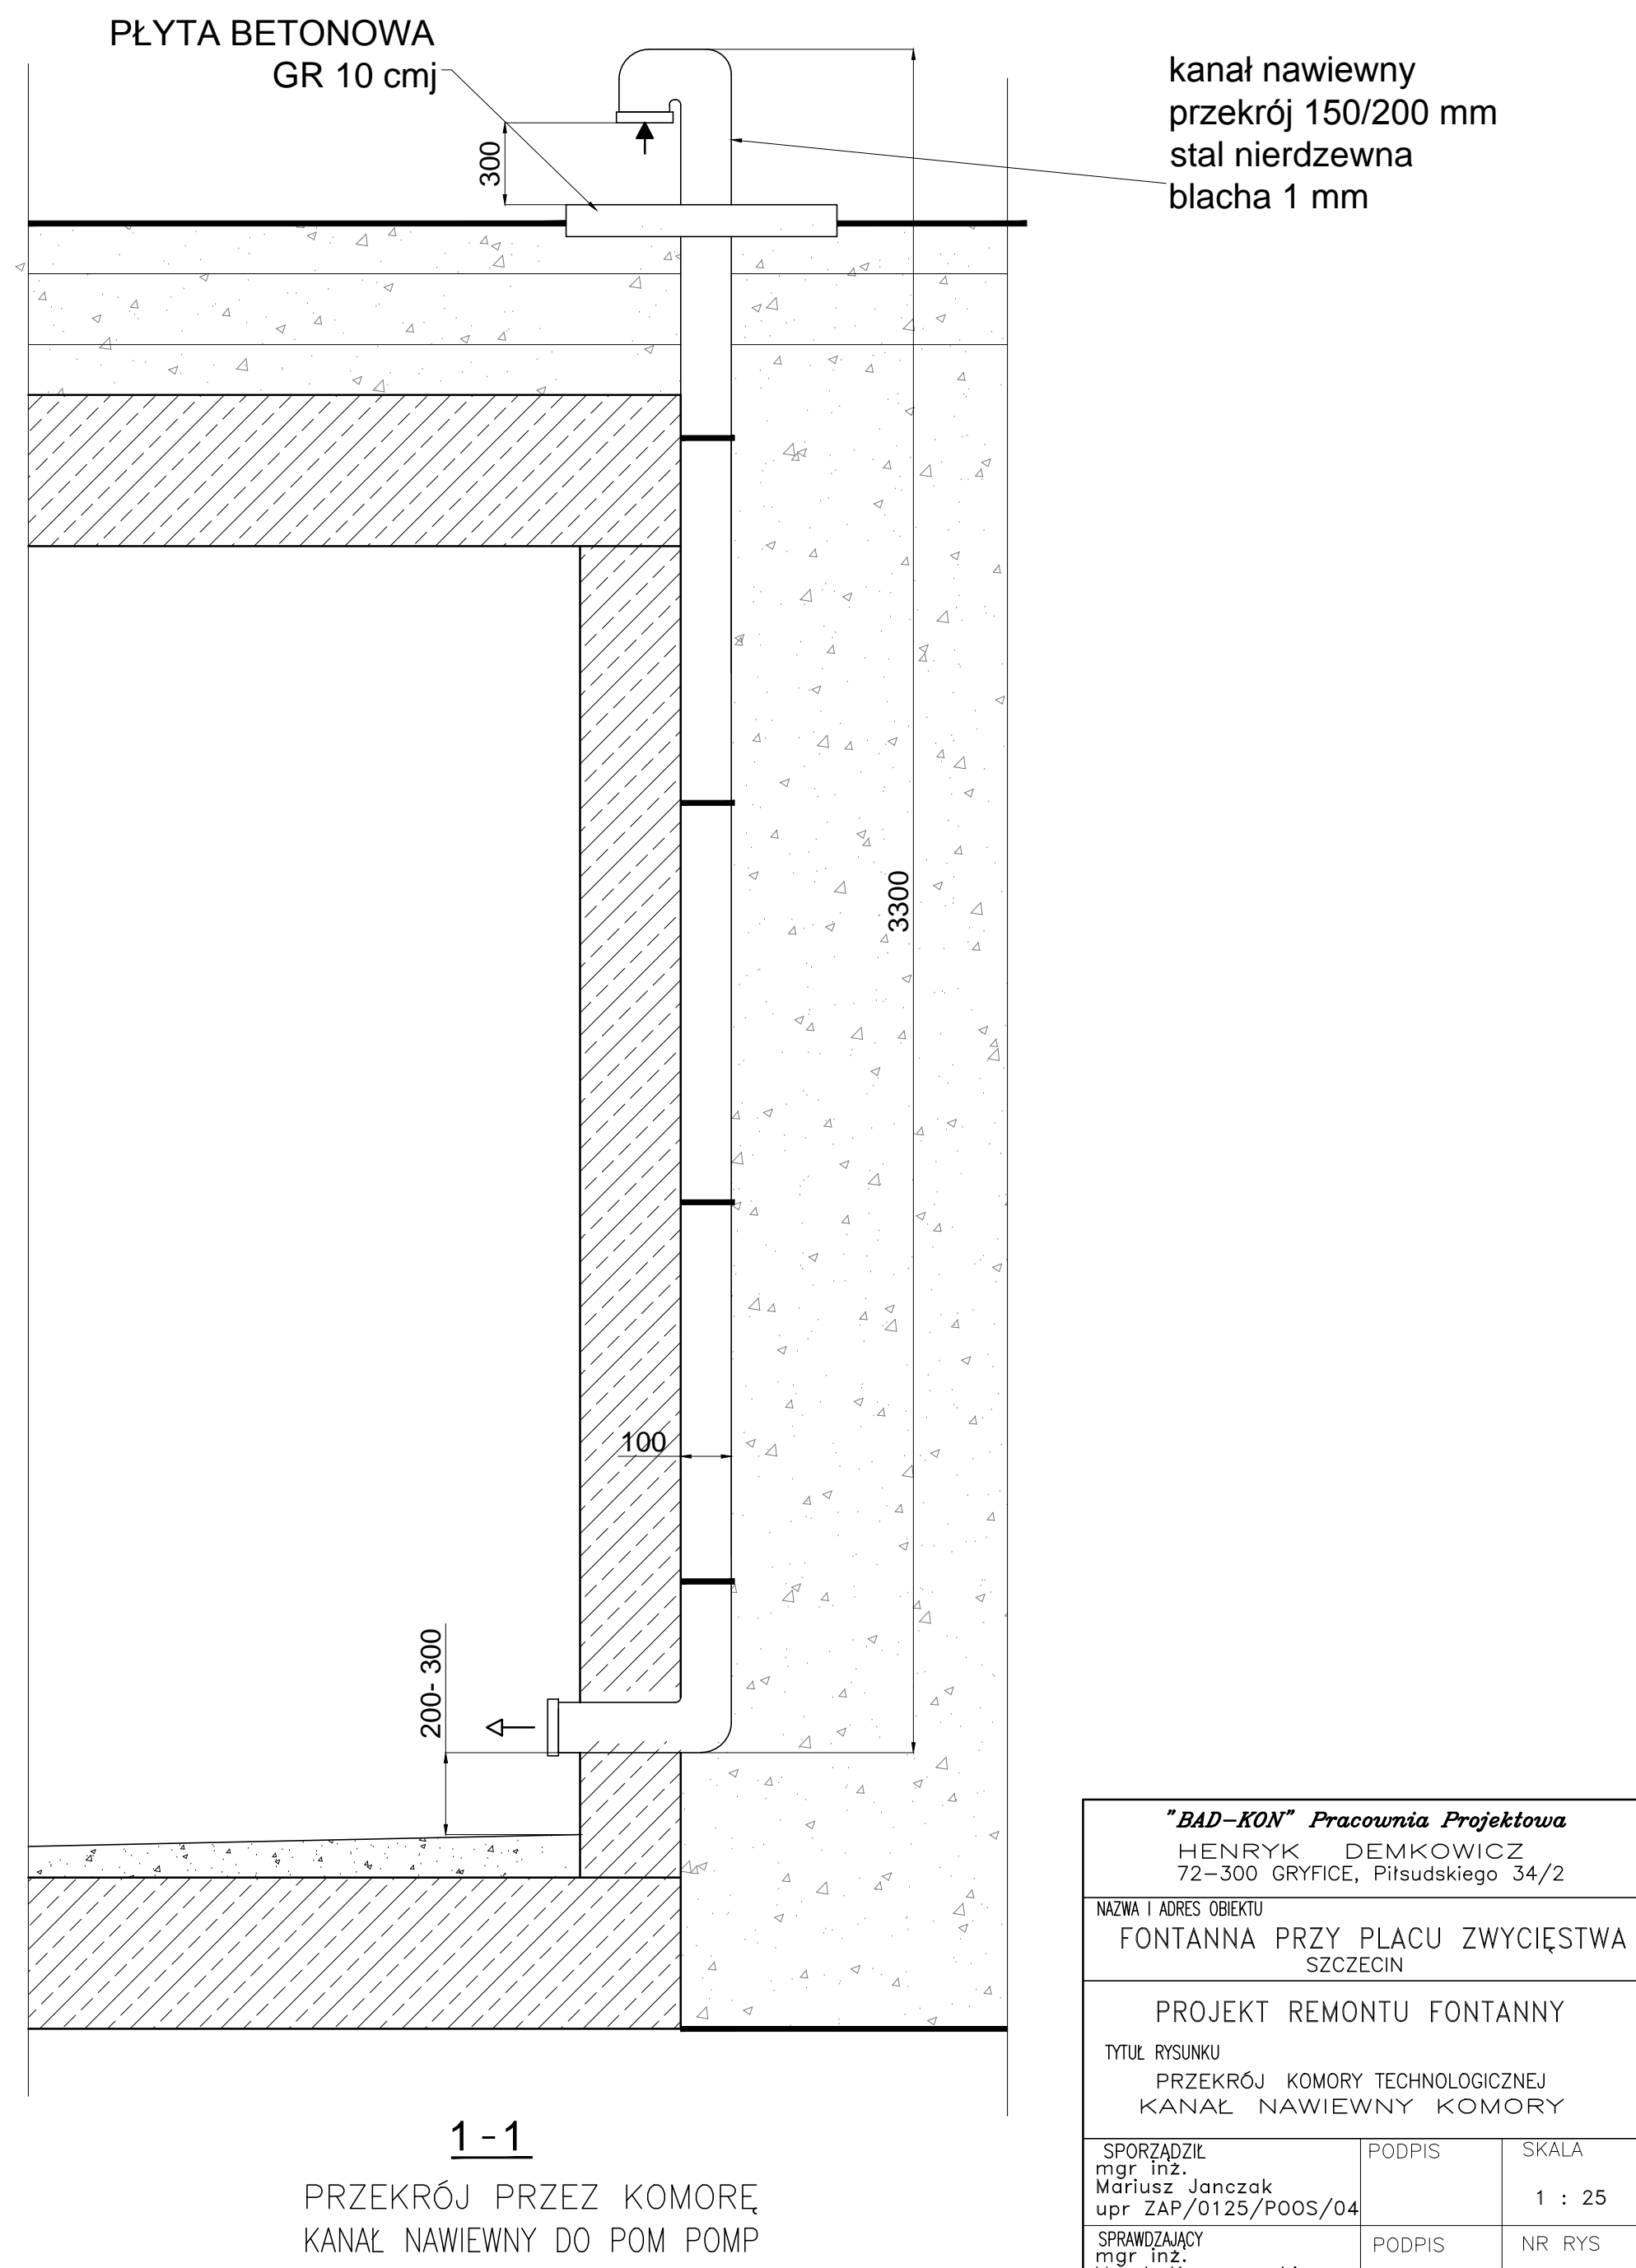 PŁYTA BETONOWA
GR 10 cmj
kanał nawiewny
przekrój 150/200 mm
stal nierdzewna
blacha 1 mm
300
3300
100
200- 300
1-1
PRZEKRÓJ PRZEZ KOMORĘ
KANAŁ NAWIEWNY DO POM POMP
"BAD-KON" Pracownia Projektowa
HENRYK DEMKOWICZ
72-300 GRYFICE, Piłsudskiego 34/2
NAZWA I ADRES OBIEKTU
FONTANNA PRZY PLACU ZWYCIĘSTWA
SZCZECIN
PROJEKT REMONTU FONTANNY
TYTUŁ RYSUNKU
PRZEKRÓJ KOMORY TECHNOLOGICZNEJ
KANAŁ NAWIEWNY KOMORY
SPORZĄDZIŁ
mgr inż.
Mariusz Janczak
upr ZAP/0125/POOS/04
PODPIS
SKALA
1 : 25
SPRAWDZAJĄCY
mgr inż.
PODPIS
NR RYS